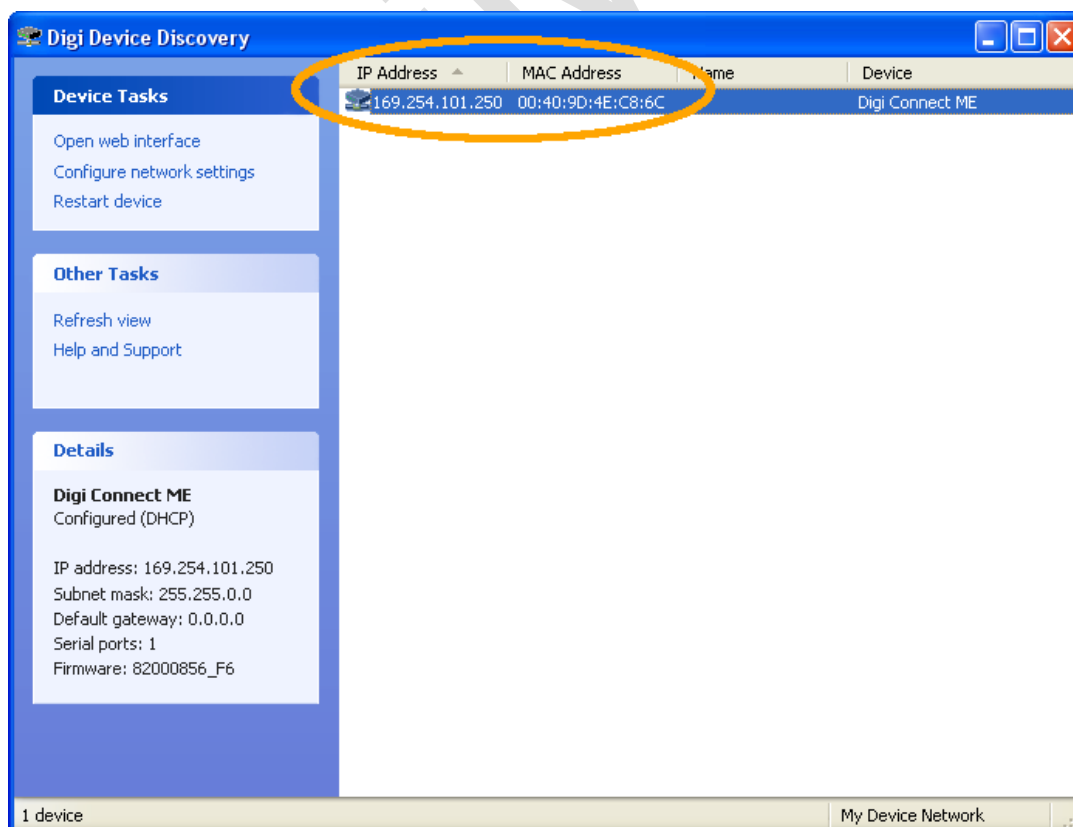 Digi Device Discovery
IP Address MAC Address Name Device
169.254.101.250 00:40:9D:4E:C8:6C Digi Connect ME
Device Tasks
Open web interface
Configure network settings
Restart device
Other Tasks
Refresh view
Help and Support
Details
Digi Connect ME
Configured (DHCP)
IP address: 169.254.101.250
Subnet mask: 255.255.0.0
Default gateway: 0.0.0.0
Serial ports: 1
Firmware: 82000856_F6
1 device My Device Network